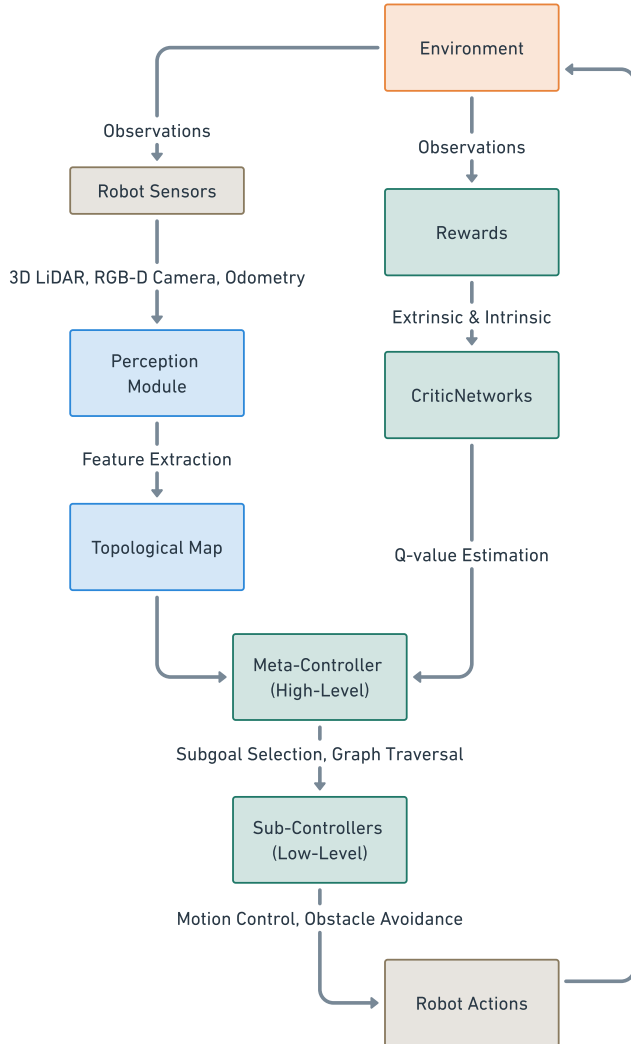 Environment
Observations
Observations
Robot Sensors
Rewards
3D LiDAR, RGB-D Camera, Odometry
Extrinsic & Intrinsic
Perception
Module
CriticNetworks
Feature Extraction
Topological Map
Q-value Estimation
Meta-Controller
(High-Level)
Subgoal Selection, Graph Traversal
Sub-Controllers
(Low-Level)
Motion Control, Obstacle Avoidance
Robot Actions